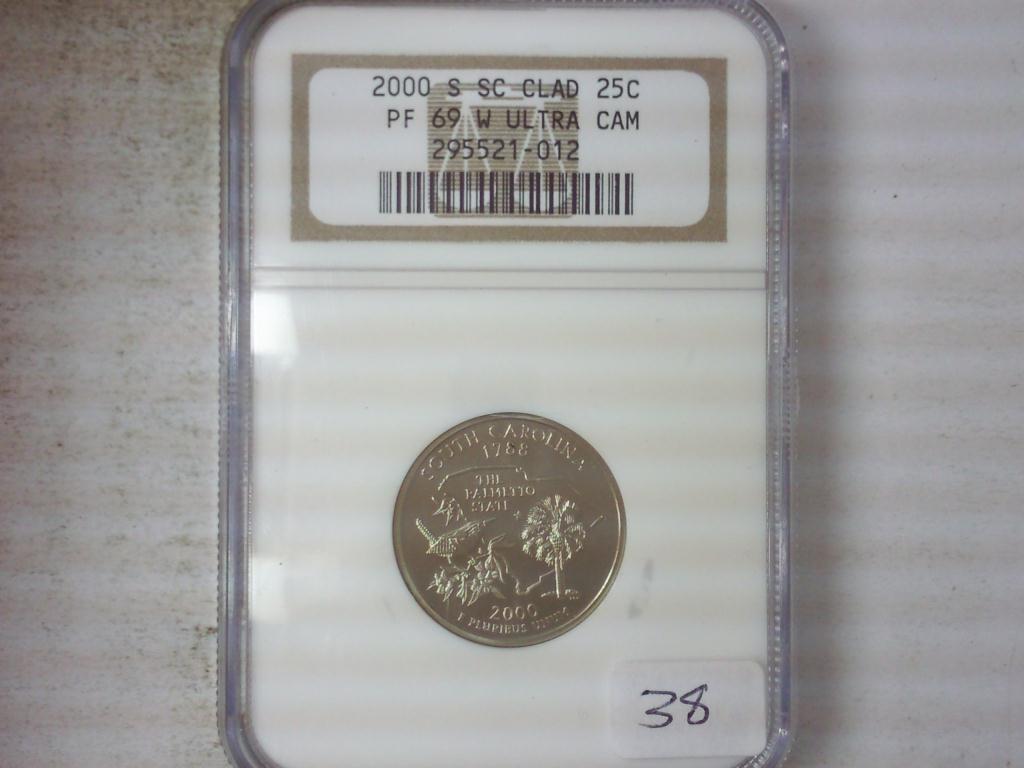 2000 S SC CLAD 25C
PF 69 W ULTRA CAM
295521-012
SOUTH CAROLINA
1788
THE
PALMETTO
STATE
2000
E PLURIBUS UNUM
38